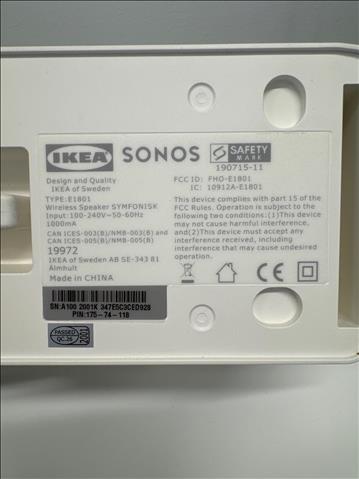 IKEA SONOS SAFETY MARK
190715-11
Design and Quality
IKEA of Sweden
FCC ID: FHO-E1801
IC: 10912A-E1801
TYPE:E1801
Wireless Speaker SYMFONISK
Input:100-240V~50-60Hz
1000mA
CAN ICES-003(B)/NMB-003(B) and
CAN ICES-005(B)/NMB-005(B)
19972
IKEA of Sweden AB SE-343 81
Älmhult
Made in CHINA
This device complies with part 15 of the
FCC Rules. Operation is subject to the
following two conditions:(1)This device
may not cause harmful interference,
and(2)This device must accept any
interference received, including
interference that may cause undesired
operation.
CE
SN:A100 2001K 347E5C3CED928
PIN:175-74-118
PASSED
QC.26
2001